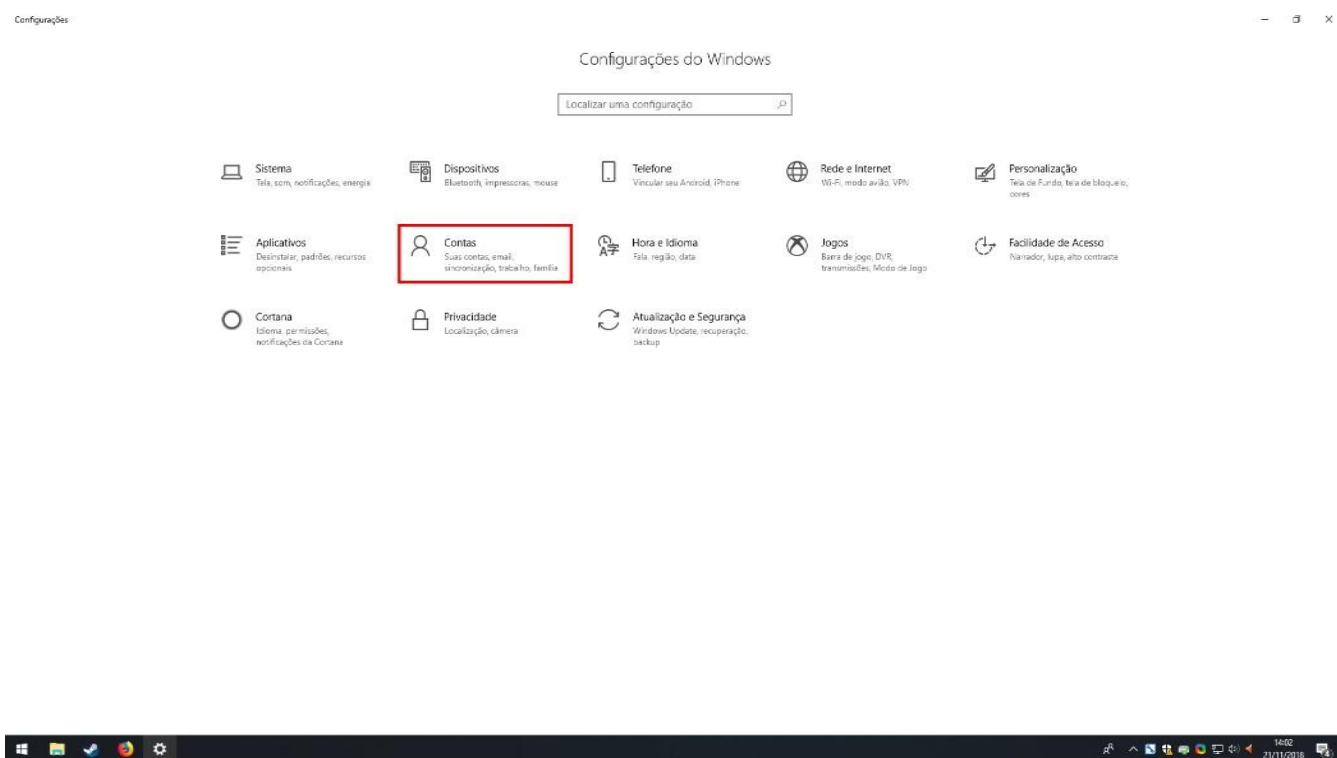 Configurações
Configurações do Windows
Localizar uma configuração
Sistema
Tela, som, notificações, energia
Dispositivos
Bluetooth, impressoras, mouse
Telefone
Vincular seu Android, iPhone
Rede e Internet
Wi-Fi, modo avião, VPN
Personalização
Tela de Fundo, tela de bloqueio,
cores
Aplicativos
Desinstalar, padrões, recursos
opcionais
Contas
Suas contas, email,
sincronização, trabalho, família
Hora e Idioma
Fala, região, data
Jogos
Barra de jogo, DVR,
transmissões, Modo de Jogo
Facilidade de Acesso
Narrador, lupa, alto contraste
Cortana
Idioma, permissões,
notificações da Cortana
Privacidade
Localização, câmera
Atualização e Segurança
Windows Update, recuperação,
backup
14:02
21/11/2018